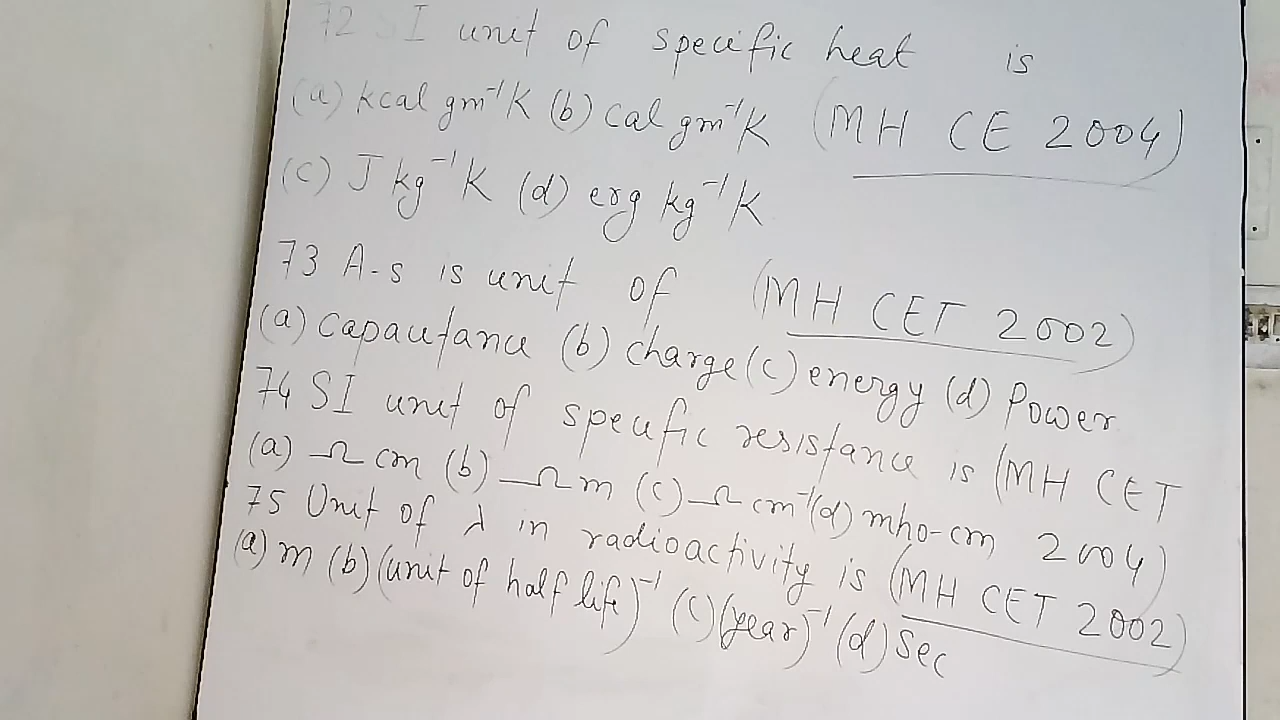 72 SI unit of specific heat is
(a) kcal gm⁻¹K (b) cal gm⁻¹K (MH CE 2004)
(c) J kg⁻¹ K (d) erg kg⁻¹K
73 A-s is unit of (MH CET 2002)
(a) capacitance (b) charge (c) energy (d) Power
74 SI unit of specific resistance is (MH CET
(a) Ω cm (b) Ω m (c) Ω cm⁻¹ (d) mho-cm 2004)
75 Unit of λ in radioactivity is (MH CET 2002)
(a) m (b) (unit of half life)⁻¹ (c) (year)⁻¹ (d) Sec